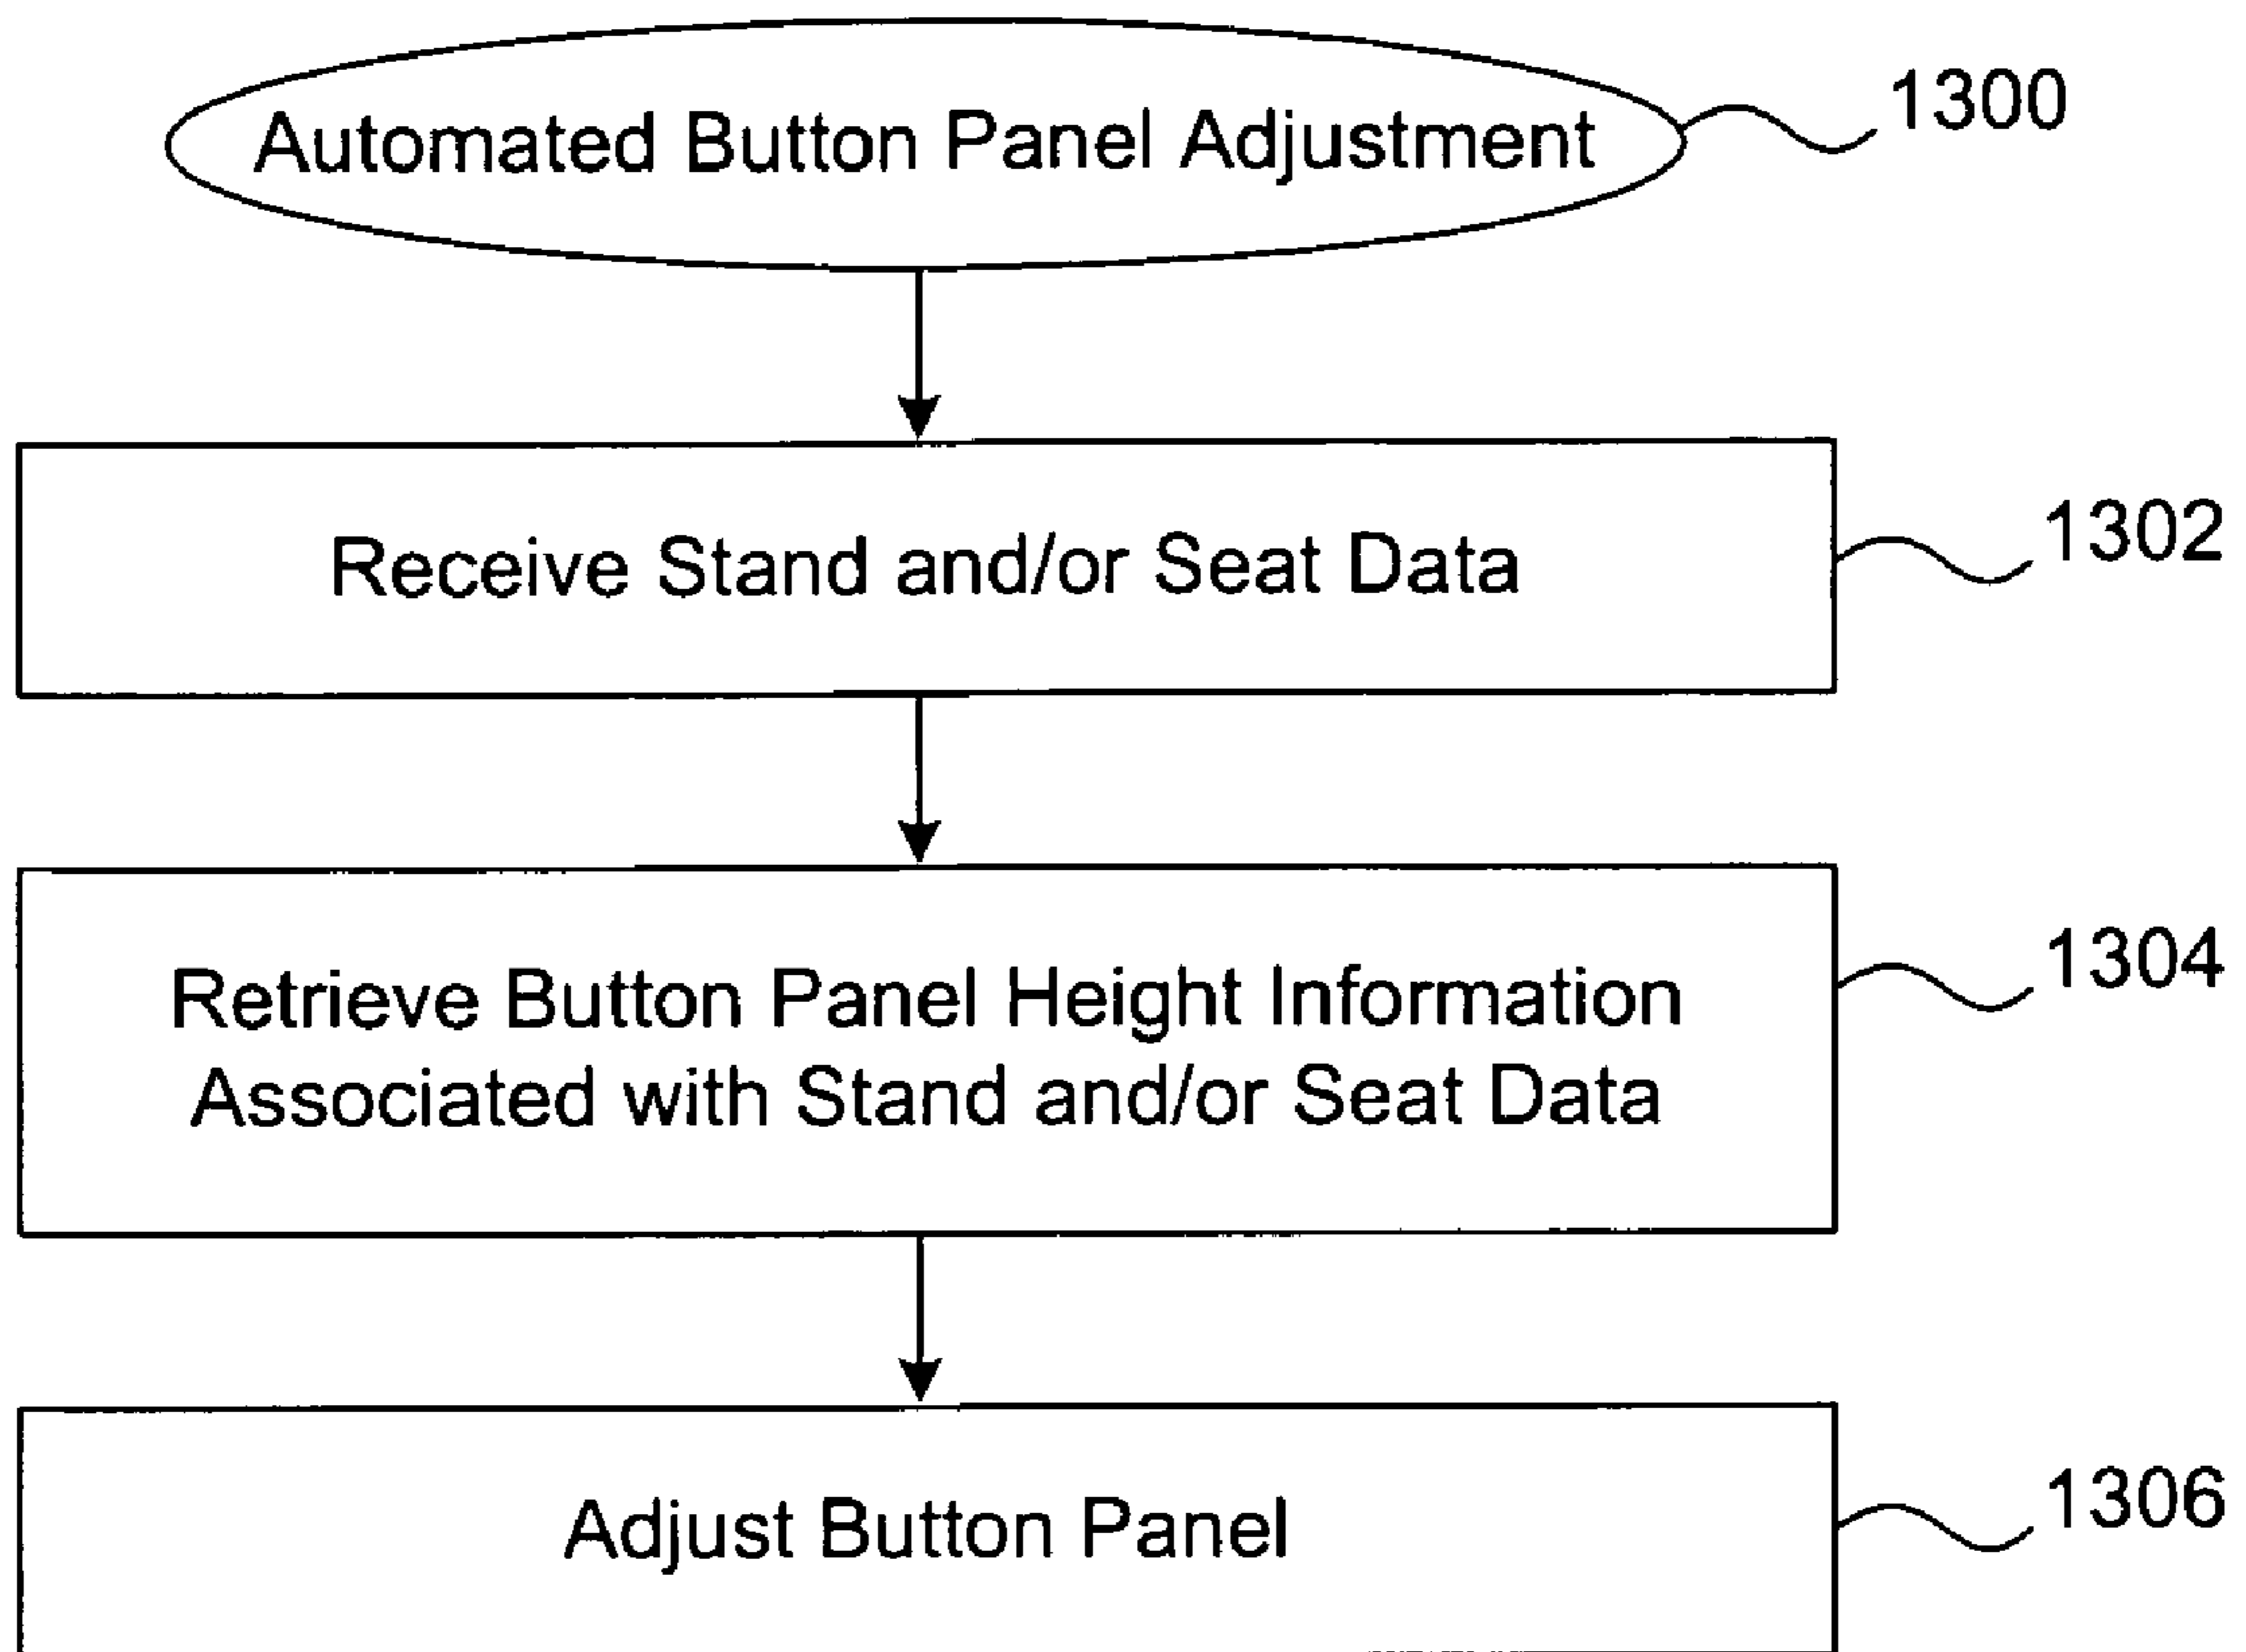 Automated Button Panel Adjustment
1300
Receive Stand and/or Seat Data
1302
Retrieve Button Panel Height Information
Associated with Stand and/or Seat Data
1304
Adjust Button Panel
1306